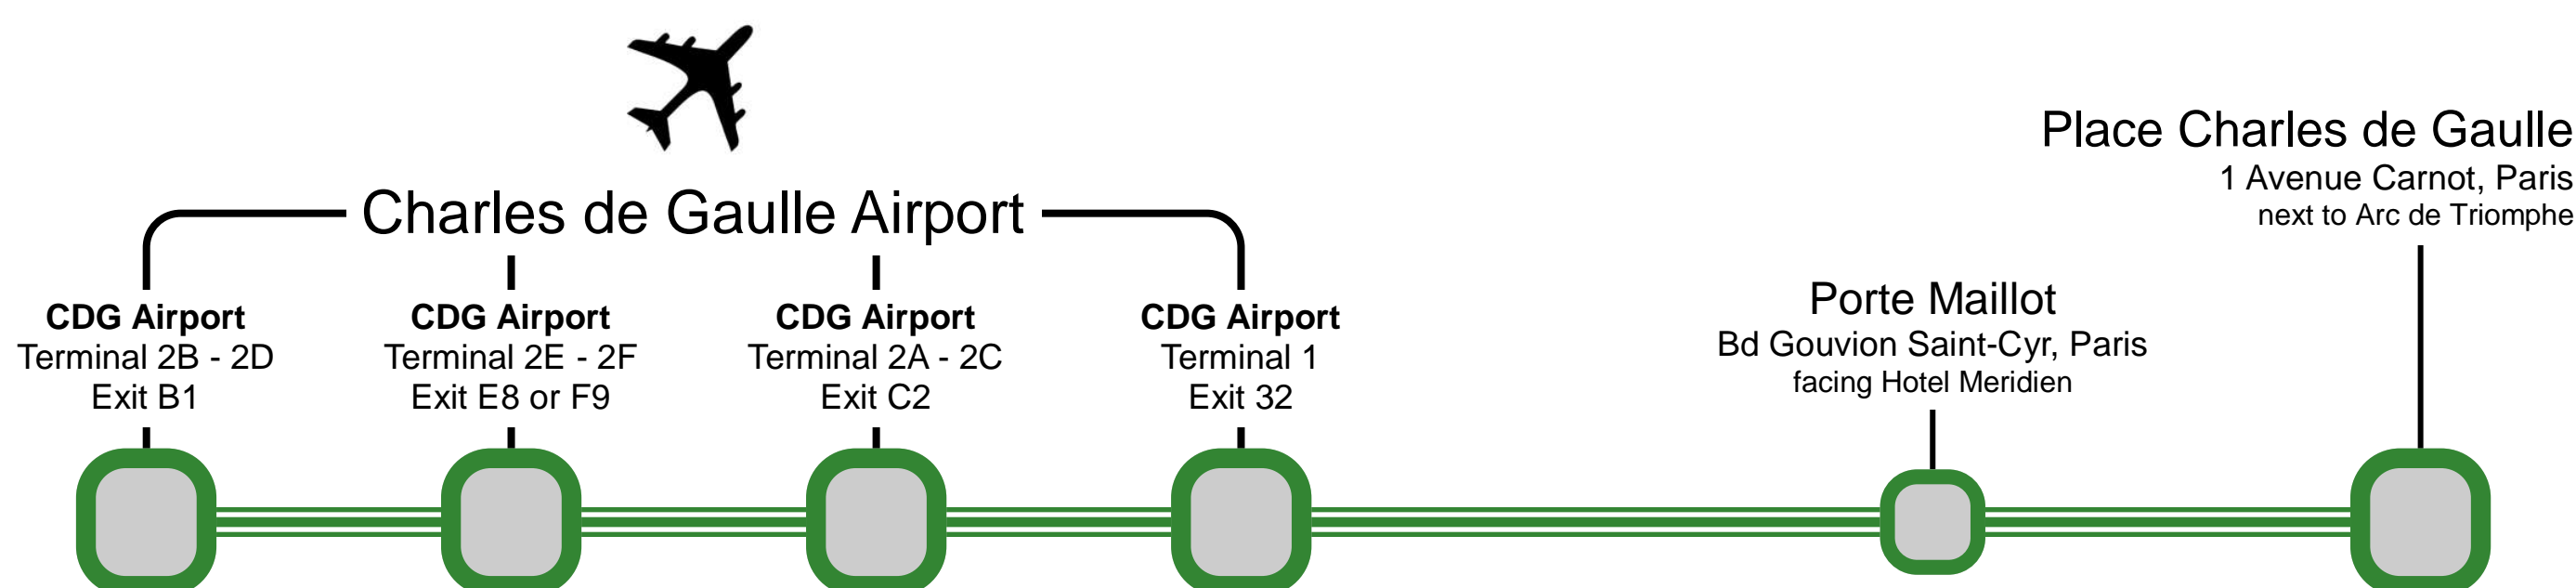 Place Charles de Gaulle
1 Avenue Carnot, Paris
next to Arc de Triomphe
Charles de Gaulle Airport
CDG Airport
Terminal 2B - 2D
Exit B1
CDG Airport
Terminal 2E - 2F
Exit E8 or F9
CDG Airport
Terminal 2A - 2C
Exit C2
CDG Airport
Terminal 1
Exit 32
Porte Maillot
Bd Gouvion Saint-Cyr, Paris
facing Hotel Meridien